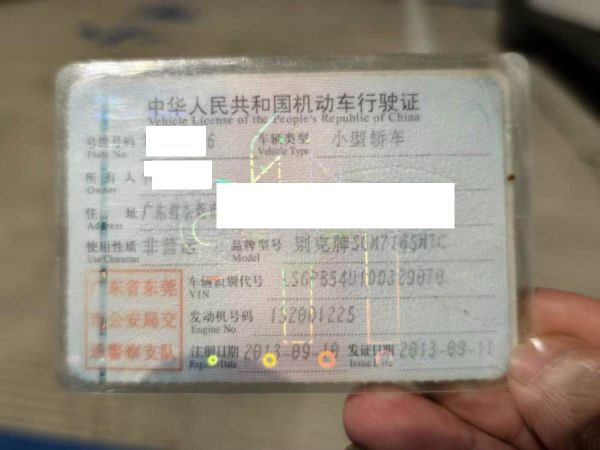 中华人民共和国机动车行驶证
Vehicle License of the People's Republic of China
号牌号码 6 车辆类型 小型轿车
Plate No. Vehicle Type
所有人
Owner
住 址 广东省东莞
Address
使用性质 非营运 品牌型号 别克牌SGM7165MTC
Use Character Model
广东省东莞
市公安局交
通警察支队
车辆识别代号 LSGPB54U1DD329070
VIN
发动机号码 132001225
Engine No
注册日期 2013-09-10 发证日期 2013-09-11
Register Date Issue Date